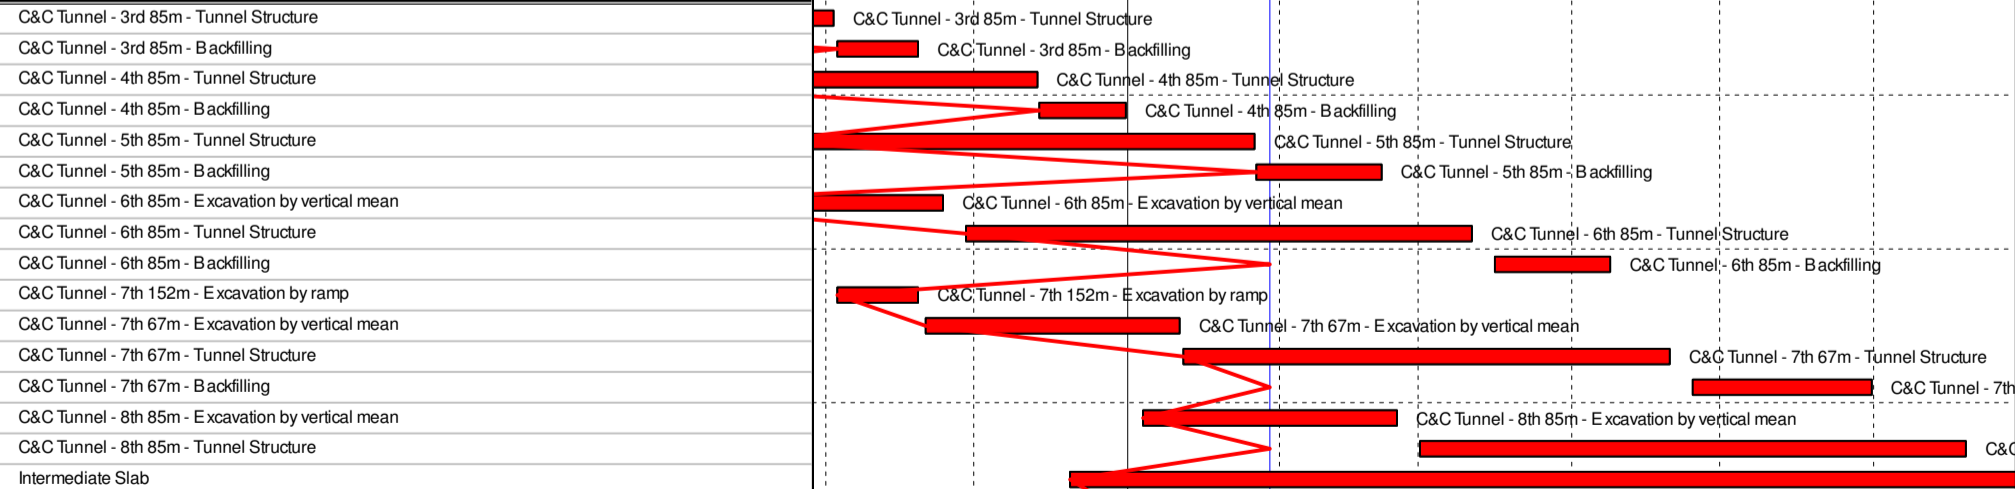 C&C Tunnel - 3rd 85m - Tunnel Structure C&C Tunnel - 3rd 85m - Tunnel Structure
C&C Tunnel - 3rd 85m - Backfilling C&C Tunnel - 3rd 85m - Backfilling
C&C Tunnel - 4th 85m - Tunnel Structure C&C Tunnel - 4th 85m - Tunnel Structure
C&C Tunnel - 4th 85m - Backfilling C&C Tunnel - 4th 85m - Backfilling
C&C Tunnel - 5th 85m - Tunnel Structure C&C Tunnel - 5th 85m - Tunnel Structure
C&C Tunnel - 5th 85m - Backfilling C&C Tunnel - 5th 85m - Backfilling
C&C Tunnel - 6th 85m - Excavation by vertical mean C&C Tunnel - 6th 85m - Excavation by vertical mean
C&C Tunnel - 6th 85m - Tunnel Structure C&C Tunnel - 6th 85m - Tunnel Structure
C&C Tunnel - 6th 85m - Backfilling C&C Tunnel - 6th 85m - Backfilling
C&C Tunnel - 7th 152m - Excavation by ramp C&C Tunnel - 7th 152m - Excavation by ramp
C&C Tunnel - 7th 67m - Excavation by vertical mean C&C Tunnel - 7th 67m - Excavation by vertical mean
C&C Tunnel - 7th 67m - Tunnel Structure C&C Tunnel - 7th 67m - Tunnel Structure
C&C Tunnel - 7th 67m - Backfilling C&C Tunnel - 7th
C&C Tunnel - 8th 85m - Excavation by vertical mean C&C Tunnel - 8th 85m - Excavation by vertical mean
C&C Tunnel - 8th 85m - Tunnel Structure C&C
Intermediate Slab